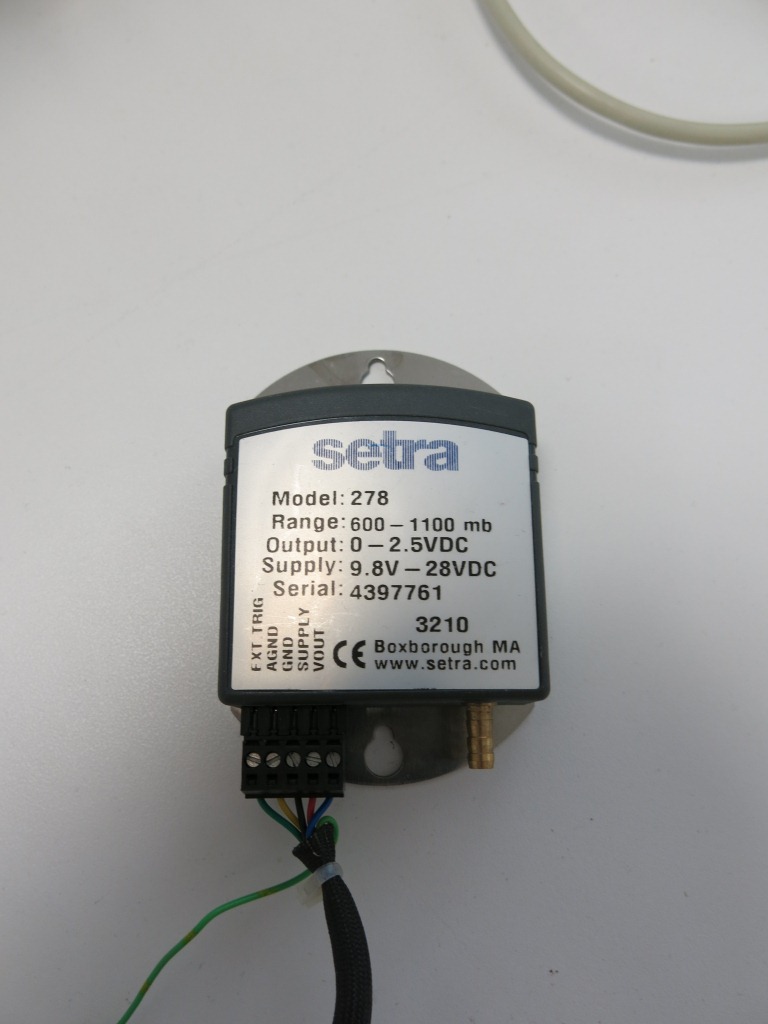 setra
Model: 278
Range: 600 – 1100 mb
Output: 0 – 2.5VDC
Supply: 9.8V – 28VDC
Serial: 4397761
3210
CE Boxborough MA
www.setra.com
EXT. TRIG
AGND
GND
SUPPLY
VOUT